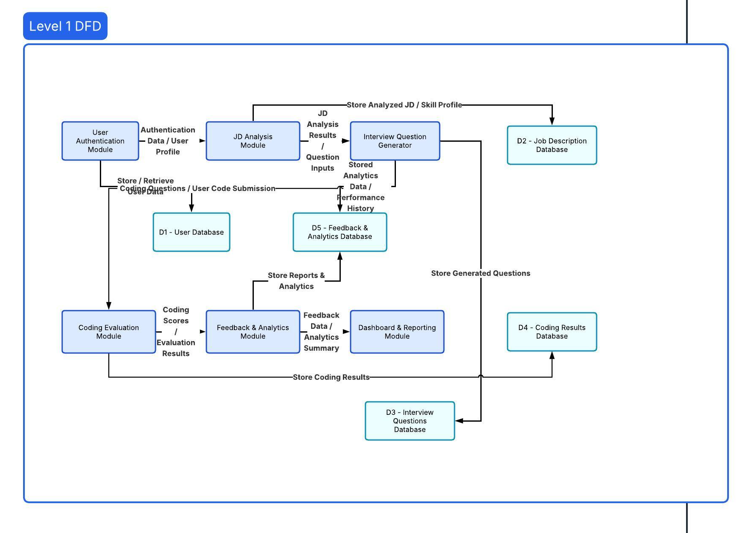 Level 1 DFD
Store Analyzed JD / Skill Profile
User
Authentication
Module
Authentication
Data / User
Profile
JD Analysis
Module
JD
Analysis
Results
/
Question
Inputs
Interview Question
Generator
D2 - Job Description
Database
Stored
Analytics
Data /
Performance
History
Store / Retrieve
User Data
Coding Questions / User Code Submission
D1 - User Database
D5 - Feedback &
Analytics Database
Store Generated Questions
Store Reports &
Analytics
Coding Evaluation
Module
Coding
Scores
/
Evaluation
Results
Feedback & Analytics
Module
Feedback
Data /
Analytics
Summary
Dashboard & Reporting
Module
D4 - Coding Results
Database
Store Coding Results
D3 - Interview
Questions
Database